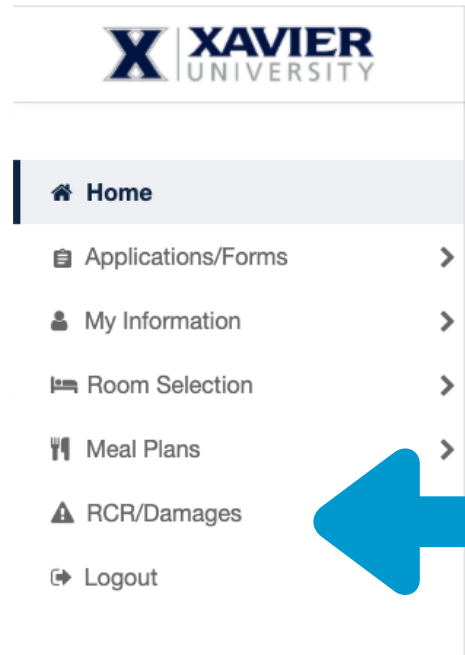 XAVIER
UNIVERSITY
Home
Applications/Forms
My Information
Room Selection
Meal Plans
RCR/Damages
Logout